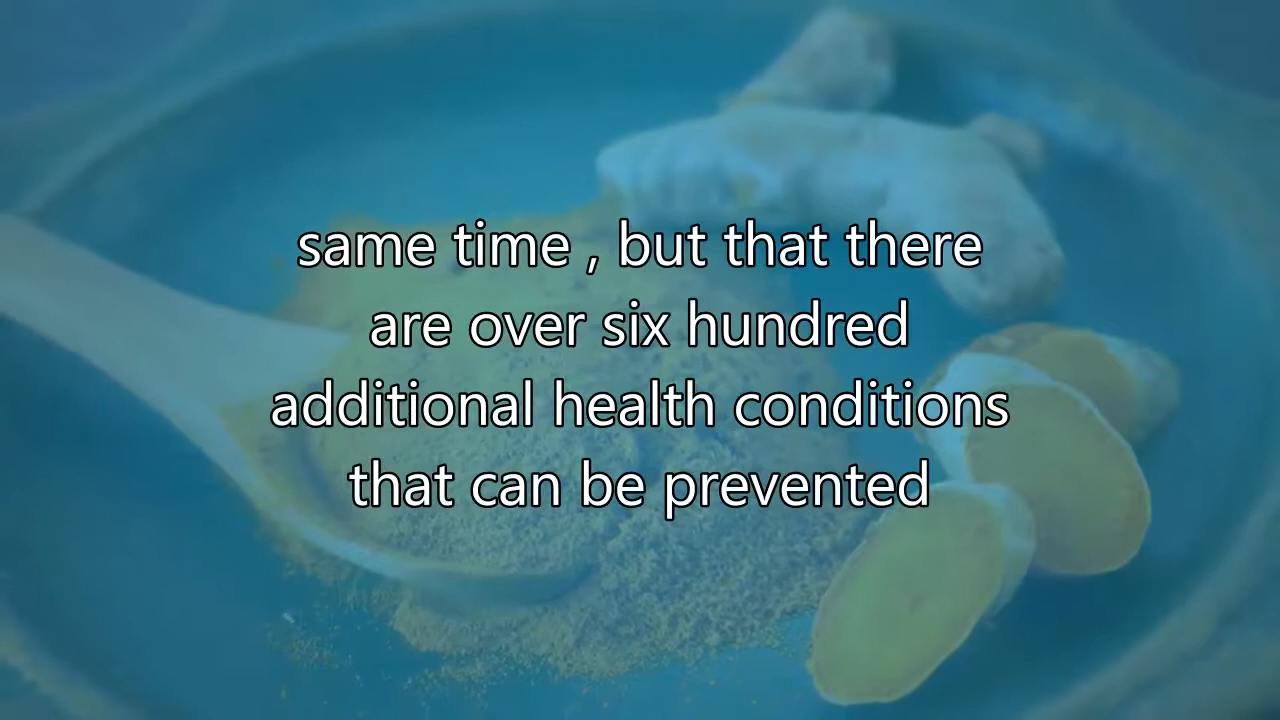 same time , but that there
are over six hundred
additional health conditions
that can be prevented